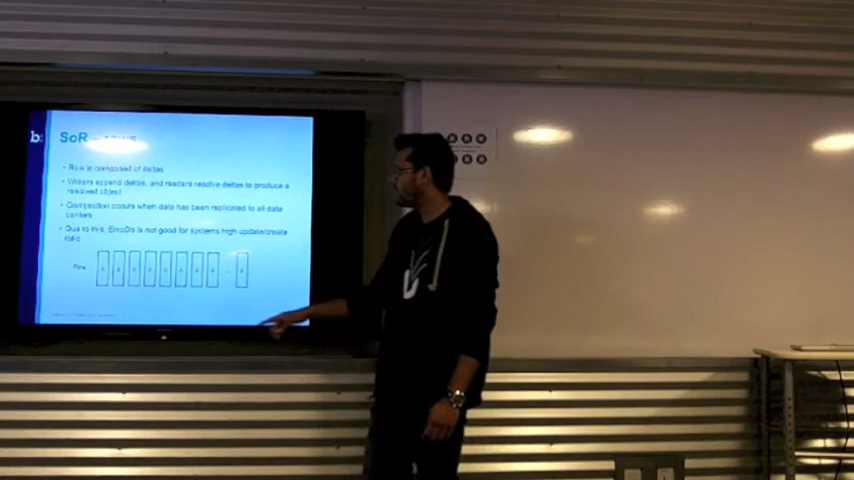 b:
SoR – rows
• Row is composed of deltas
• Writers append deltas, and readers resolve deltas to produce a
resolved object
• Compaction occurs when data has been replicated to all data
centers
• Due to this, EmoDB is not good for systems high update/create
ratio
Row